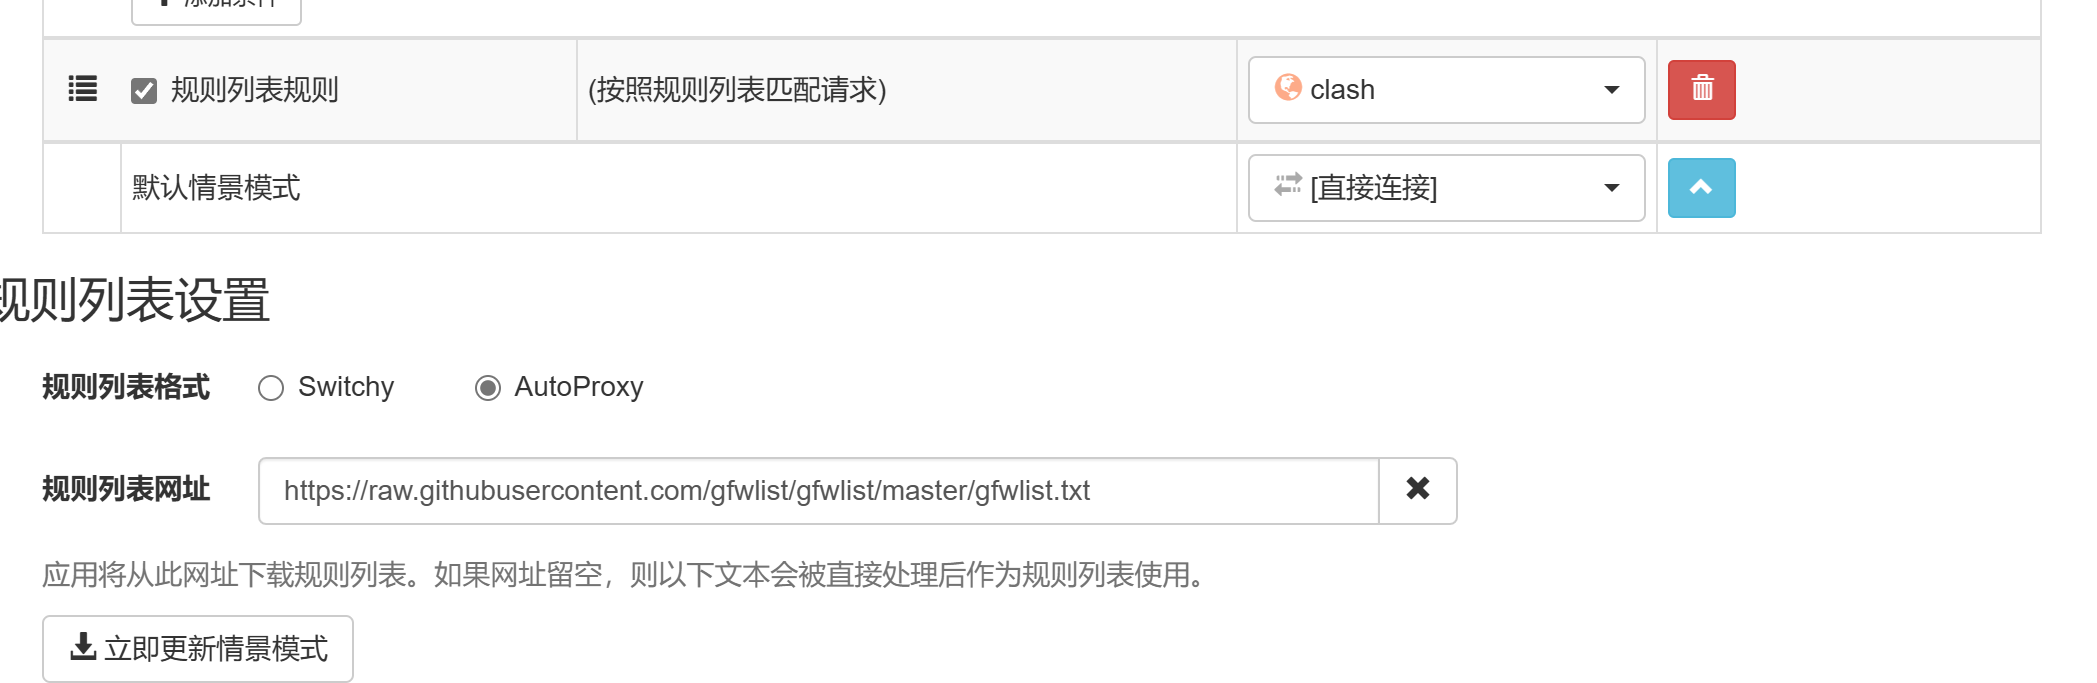 添加条件
规则列表规则
(按照规则列表匹配请求)
clash
默认情景模式
[直接连接]
规则列表设置
规则列表格式
Switchy
AutoProxy
规则列表网址
https://raw.githubusercontent.com/gfwlist/gfwlist/master/gfwlist.txt
应用将从此网址下载规则列表。如果网址留空，则以下文本会被直接处理后作为规则列表使用。
立即更新情景模式